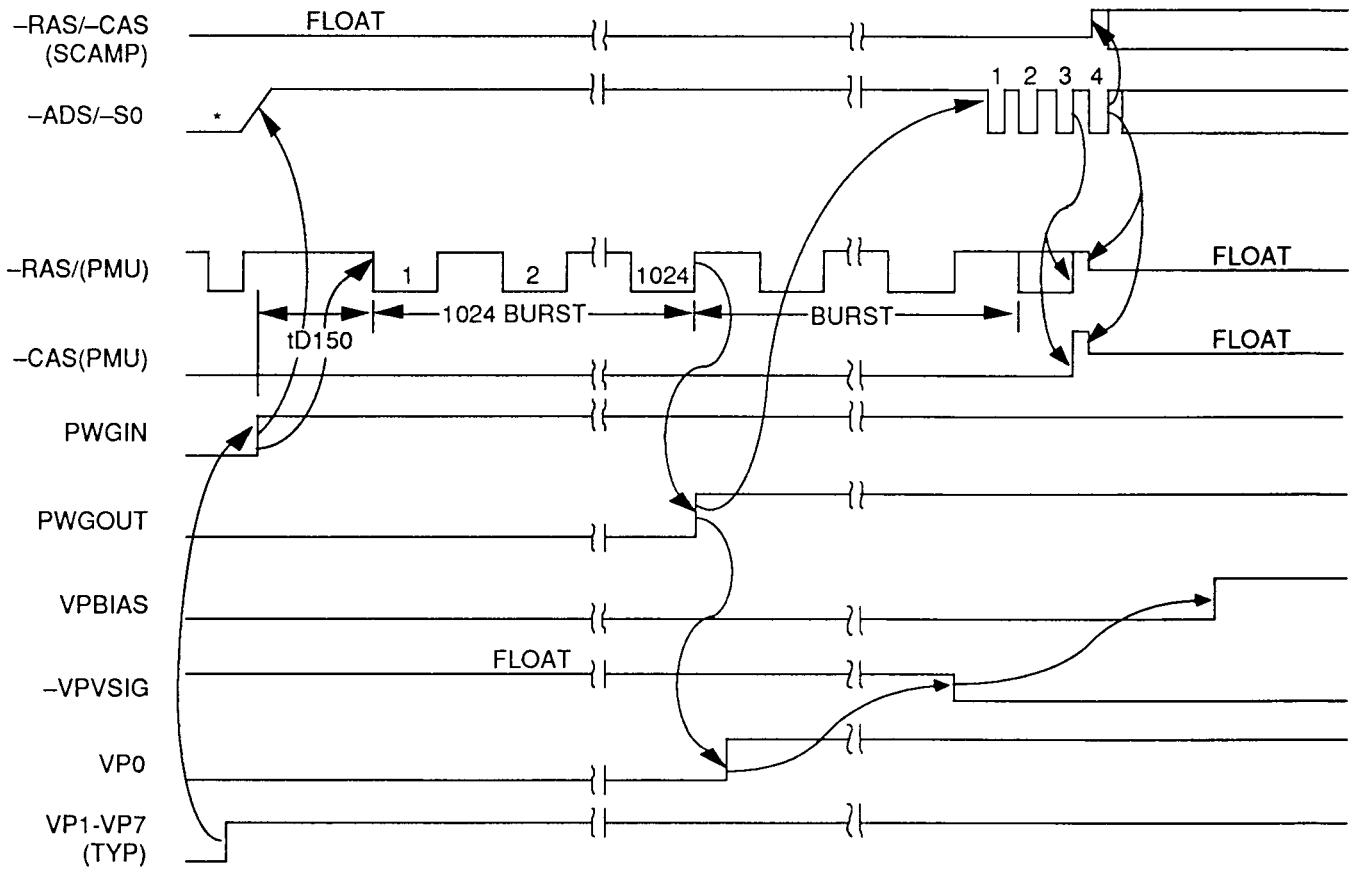 –RAS/–CAS
(SCAMP)
FLOAT
1 2 3 4
–ADS/–S0
*
–RAS/(PMU)
1
2
1024
FLOAT
tD150
1024 BURST
BURST
–CAS(PMU)
FLOAT
PWGIN
PWGOUT
VPBIAS
–VPVSIG
FLOAT
VP0
VP1-VP7
(TYP)